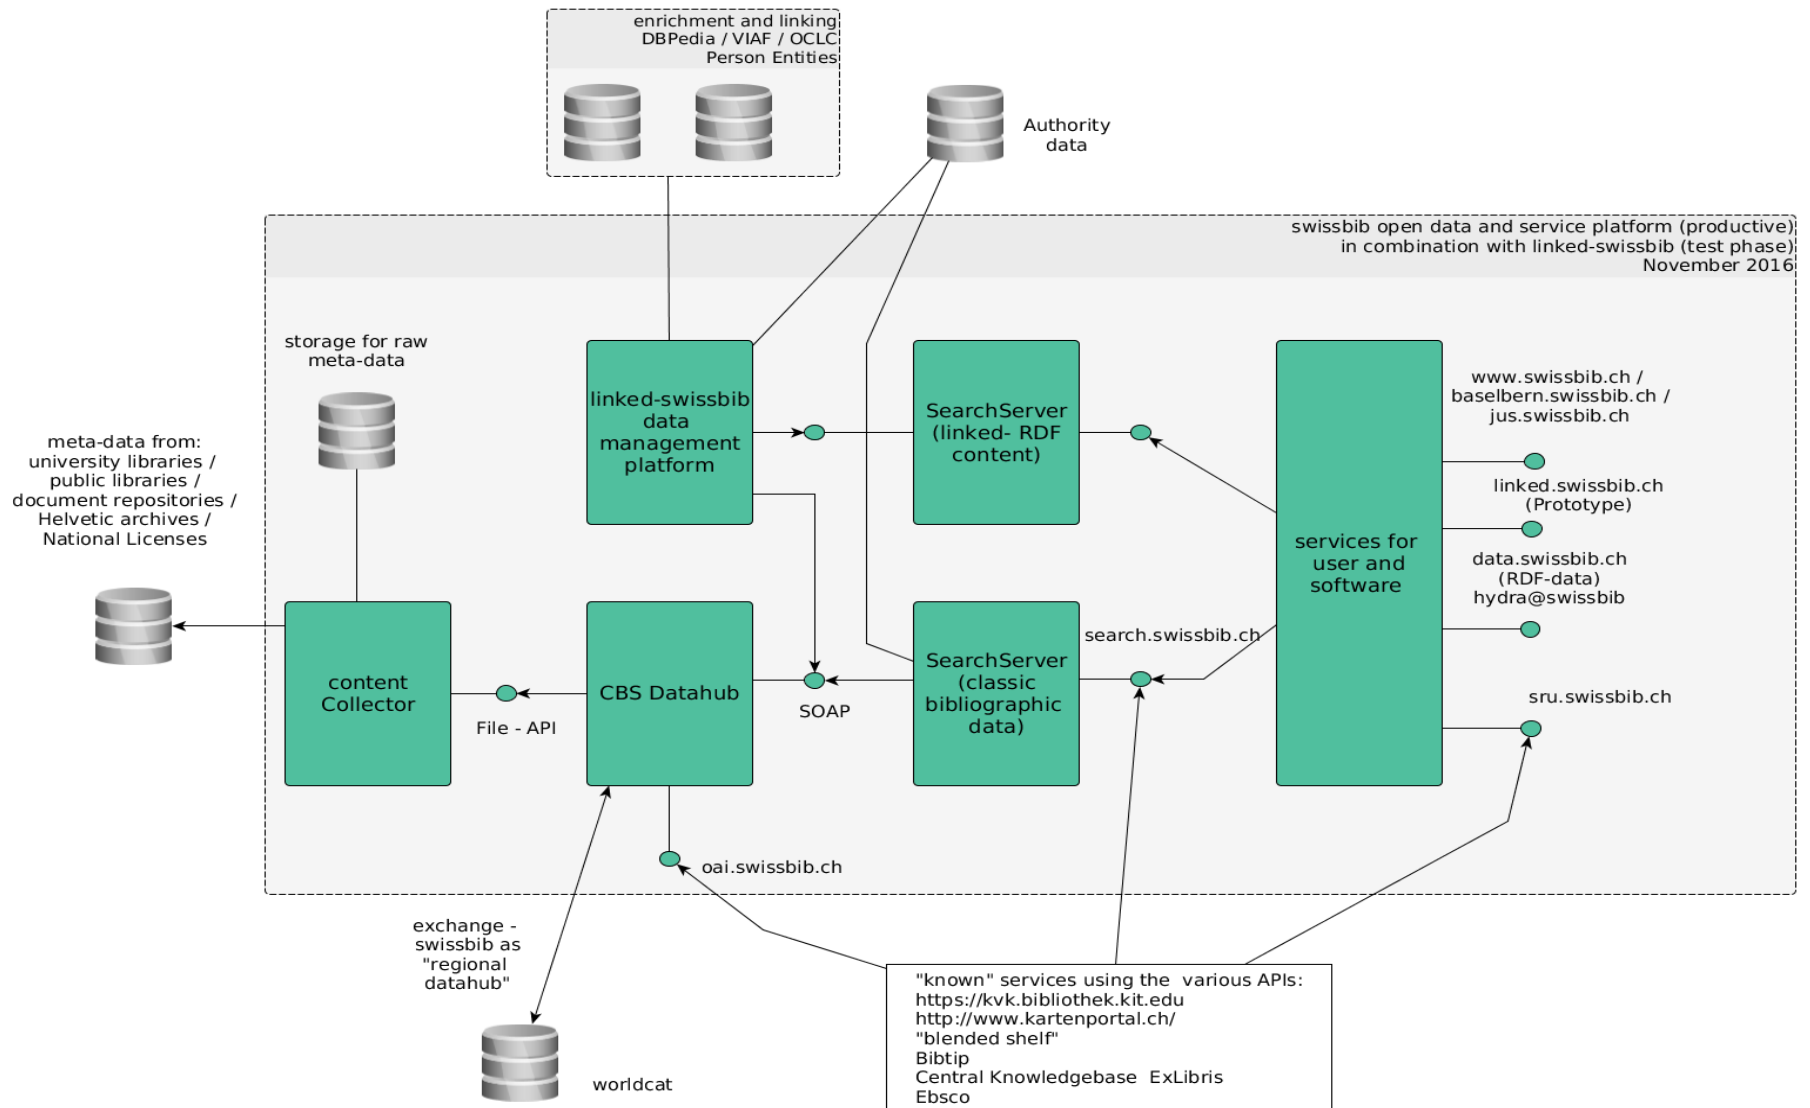 enrichment and linking
DBPedia / VIAF / OCLC
Person Entities
Authority
data
swissbib open data and service platform (productive)
in combination with linked-swissbib (test phase)
November 2016
storage for raw
meta-data
meta-data from:
university libraries /
public libraries /
document repositories /
Helvetic archives /
National Licenses
linked-swissbib
data
management
platform
SearchServer
(linked- RDF
content)
services for
user and
software
www.swissbib.ch /
baselbern.swissbib.ch /
jus.swissbib.ch
linked.swissbib.ch
(Prototype)
data.swissbib.ch
(RDF-data)
hydra@swissbib
sru.swissbib.ch
content
Collector
File - API
CBS Datahub
SOAP
SearchServer
(classic
bibliographic
data)
search.swissbib.ch
oai.swissbib.ch
exchange -
swissbib as
"regional
datahub"
worldcat
"known" services using the  various APIs:
https://kvk.bibliothek.kit.edu
http://www.kartenportal.ch/
"blended shelf"
Bibtip
Central Knowledgebase  ExLibris
Ebsco